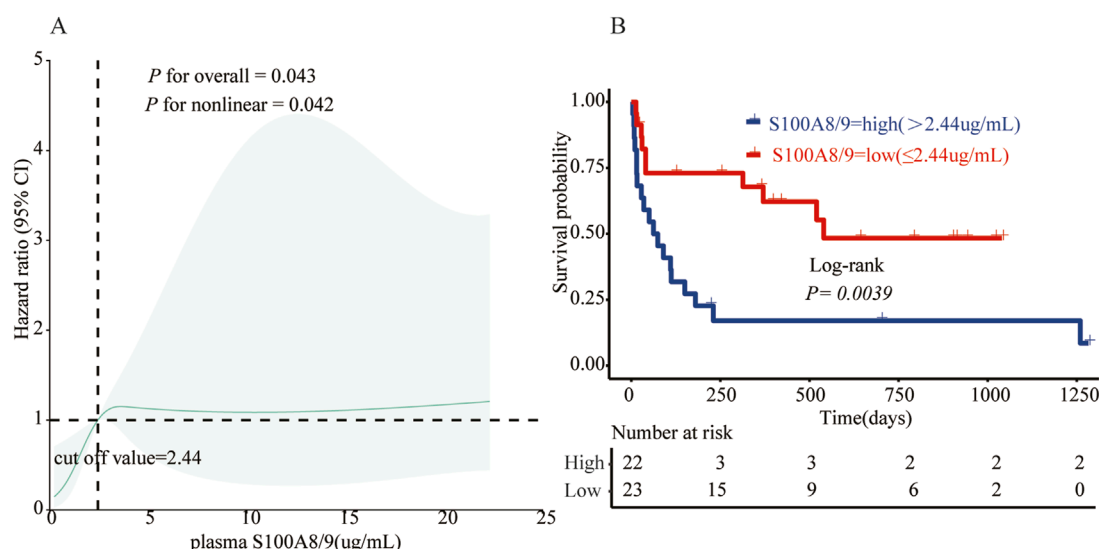 A
Hazard ratio (95% CI)
5
4
3
2
1
0
P for overall = 0.043
P for nonlinear = 0.042
cut off value=2.44
0 5 10 15 20 25
plasma S100A8/9(ug/mL)
B
Survival probability
1.00
0.75
0.50
0.25
0.00
S100A8/9=high(>2.44ug/mL)
S100A8/9=low(≤2.44ug/mL)
Log-rank
P= 0.0039
0 250 500 750 1000 1250
Time(days)
Number at risk
High 22 3 3 2 2 2
Low 23 15 9 6 2 0